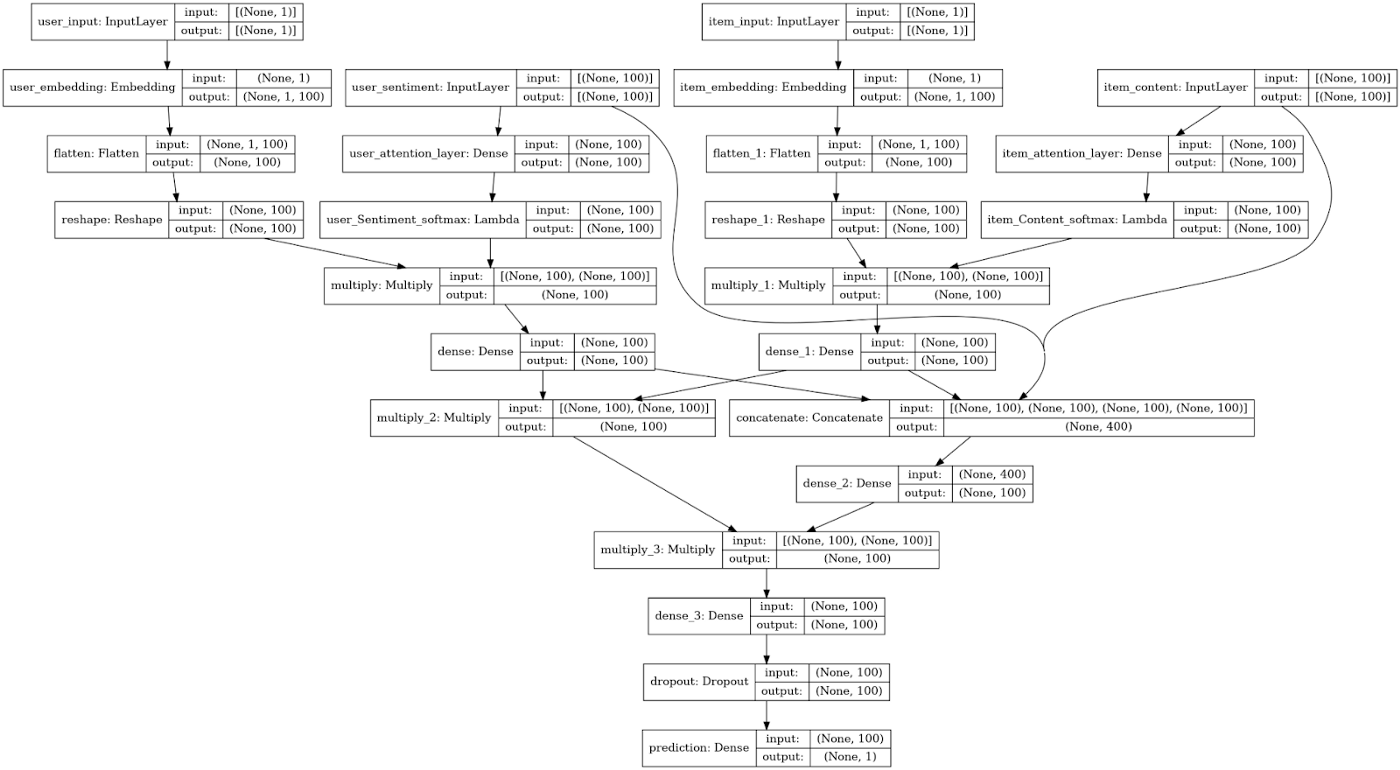 user_input: InputLayer
input: [(None, 1)]
output: [(None, 1)]
item_input: InputLayer
input: [(None, 1)]
output: [(None, 1)]
user_embedding: Embedding
input: (None, 1)
output: (None, 1, 100)
user_sentiment: InputLayer
input: [(None, 100)]
output: [(None, 100)]
item_embedding: Embedding
input: (None, 1)
output: (None, 1, 100)
item_content: InputLayer
input: [(None, 100)]
output: [(None, 100)]
flatten: Flatten
input: (None, 1, 100)
output: (None, 100)
user_attention_layer: Dense
input: (None, 100)
output: (None, 100)
flatten_1: Flatten
input: (None, 1, 100)
output: (None, 100)
item_attention_layer: Dense
input: (None, 100)
output: (None, 100)
reshape: Reshape
input: (None, 100)
output: (None, 100)
user_Sentiment_softmax: Lambda
input: (None, 100)
output: (None, 100)
reshape_1: Reshape
input: (None, 100)
output: (None, 100)
item_Content_softmax: Lambda
input: (None, 100)
output: (None, 100)
multiply: Multiply
input: [(None, 100), (None, 100)]
output: (None, 100)
multiply_1: Multiply
input: [(None, 100), (None, 100)]
output: (None, 100)
dense: Dense
input: (None, 100)
output: (None, 100)
dense_1: Dense
input: (None, 100)
output: (None, 100)
multiply_2: Multiply
input: [(None, 100), (None, 100)]
output: (None, 100)
concatenate: Concatenate
input: [(None, 100), (None, 100), (None, 100), (None, 100)]
output: (None, 400)
dense_2: Dense
input: (None, 400)
output: (None, 100)
multiply_3: Multiply
input: [(None, 100), (None, 100)]
output: (None, 100)
dense_3: Dense
input: (None, 100)
output: (None, 100)
dropout: Dropout
input: (None, 100)
output: (None, 100)
prediction: Dense
input: (None, 100)
output: (None, 1)